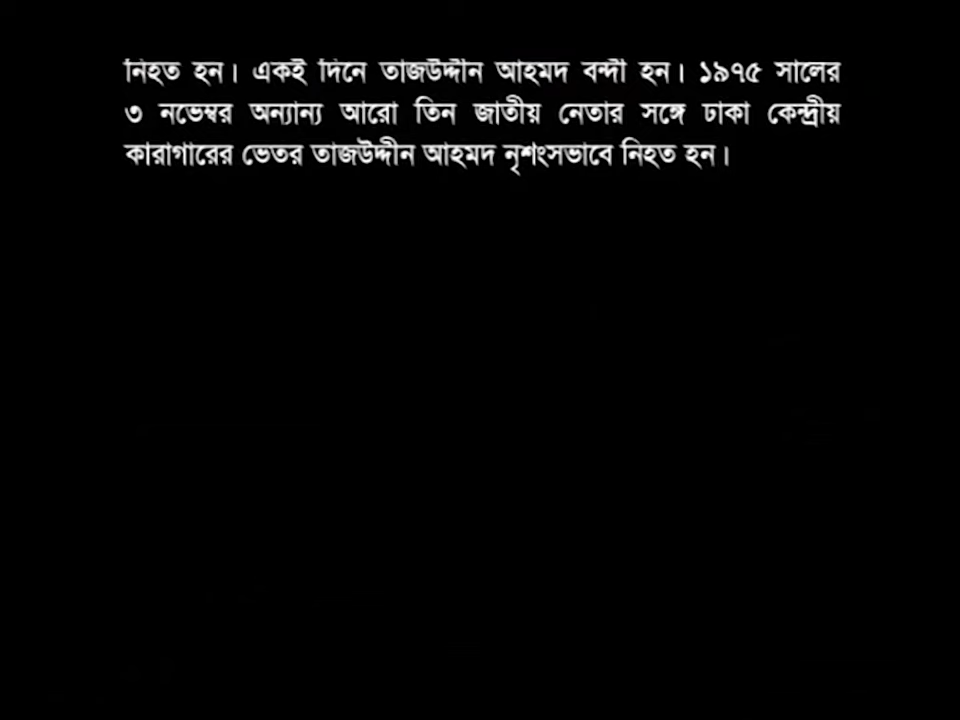 নিহত হন। একই দিনে তাজউদ্দীন আহমদ বন্দী হন। ১৯৭৫ সালের
৩ নভেম্বর অন্যান্য আরো তিন জাতীয় নেতার সঙ্গে ঢাকা কেন্দ্রীয়
কারাগারের ভেতর তাজউদ্দীন আহমদ নৃশংসভাবে নিহত হন।